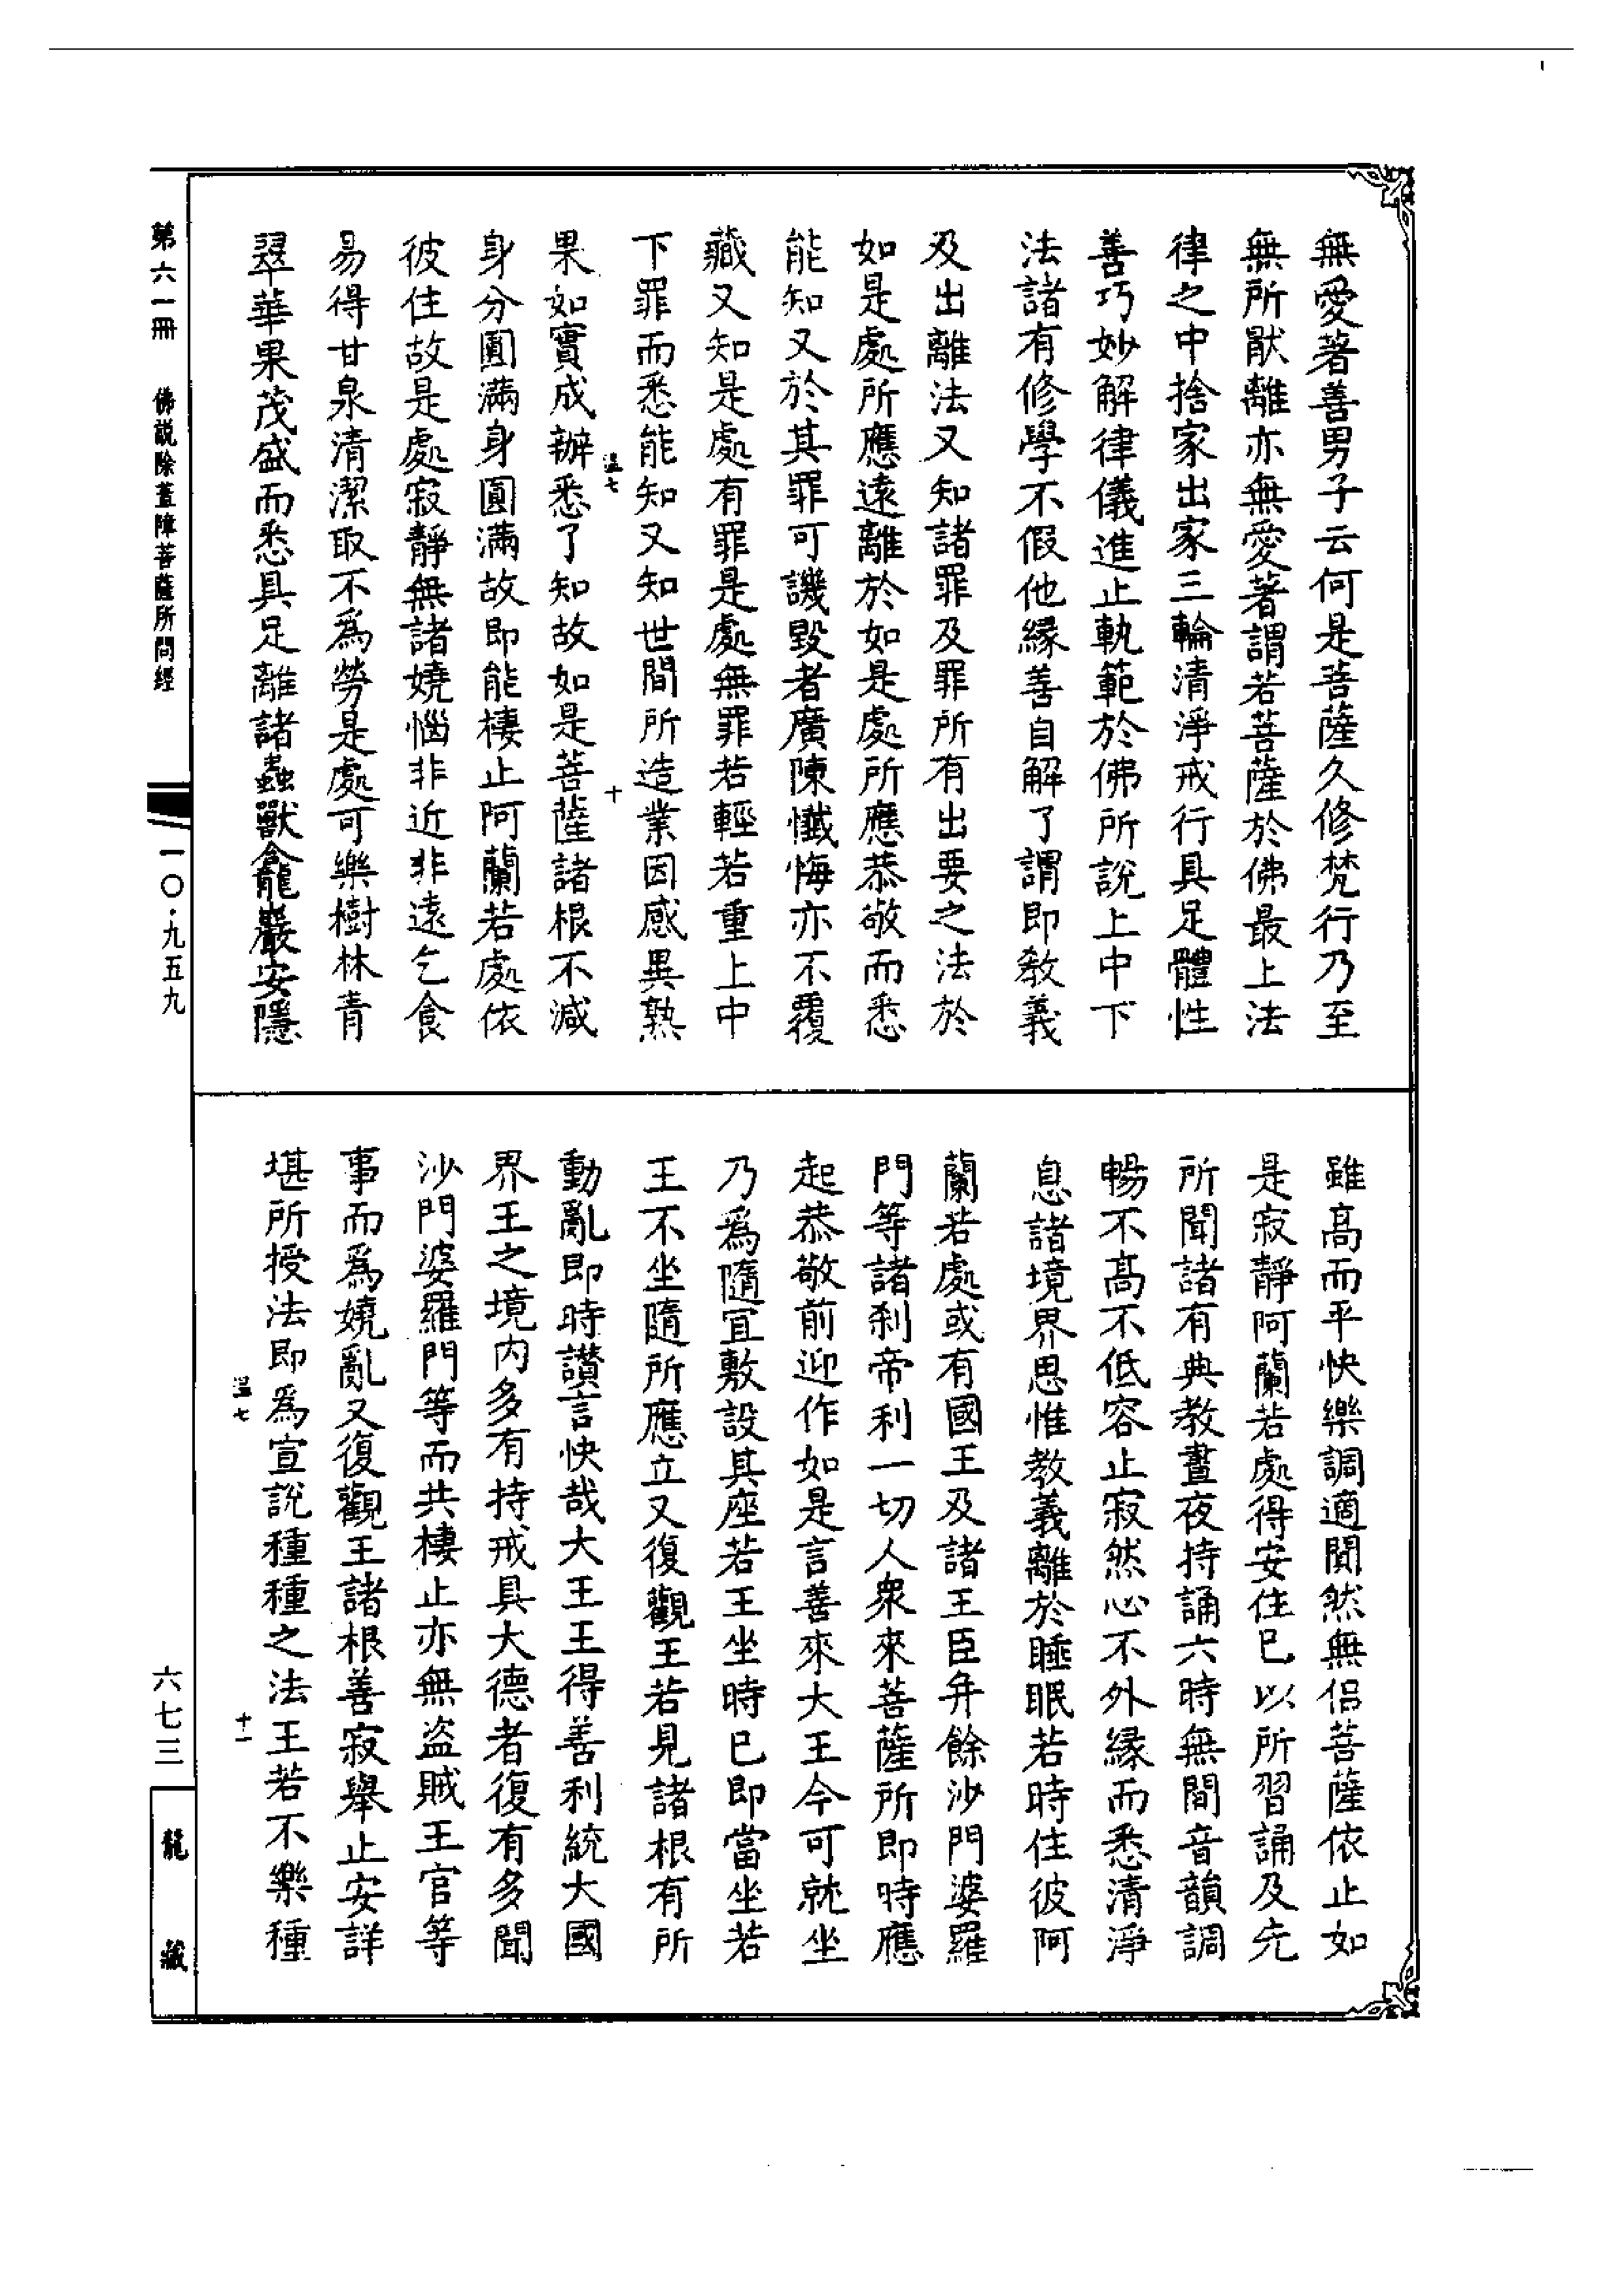 無愛著善男子云何是菩薩久修梵行乃至
無所猒離亦無愛著謂若菩薩於佛最上法
律之中捨家出家三輪清淨戒行具足體性
善巧妙解律儀進止軌範於佛所說上中下
法諸有修學不假他緣善自解了謂即教義
及出離法又知諸罪及罪所有出要之法於
如是處所應遠離於如是處所應恭敬而悉
能知又於其罪可譏毀者廣陳懺悔亦不覆
藏又知是處有罪是處無罪若輕若重上中
下罪而悉能知又知世間所造業因感異熟
溫七 十
果如實成辦悉了知故如是菩薩諸根不減
身分圓滿身圓滿故即能棲止阿蘭若處依
彼住故是處寂靜無諸嬈惱非近非遠乞食
易得甘泉清潔取不為勞是處可樂樹林青
翠華果茂盛而悉具足離諸蟲獸龕巖安隱
雖高而平快樂調適閴然無侶菩薩依止如
是寂靜阿蘭若處得安住已以所習誦及先
所聞諸有典教晝夜持誦六時無間音韻調
暢不高不低容止寂然心不外緣而悉清淨
息諸境界思惟教義離於睡眠若時住彼阿
蘭若處或有國王及諸王臣并餘沙門婆羅
門等諸刹帝利一切人衆來菩薩所即時應
起恭敬前迎作如是言善來大王今可就坐
乃為隨宜敷設其座若王坐時已即當坐若
王不坐隨所應立又復觀王若見諸根有所
動亂即時讚言快哉大王王得善利統大國
界王之境內多有持戒具大德者復有多聞
沙門婆羅門等而共棲止亦無盜賊王官等
事而為嬈亂又復觀王諸根善寂舉止安詳
堪所授法即為宣說種種之法王若不樂種
溫七 十一
第六一冊 佛説除蓋障菩薩所問經
一〇·九五九
六七三
龍藏